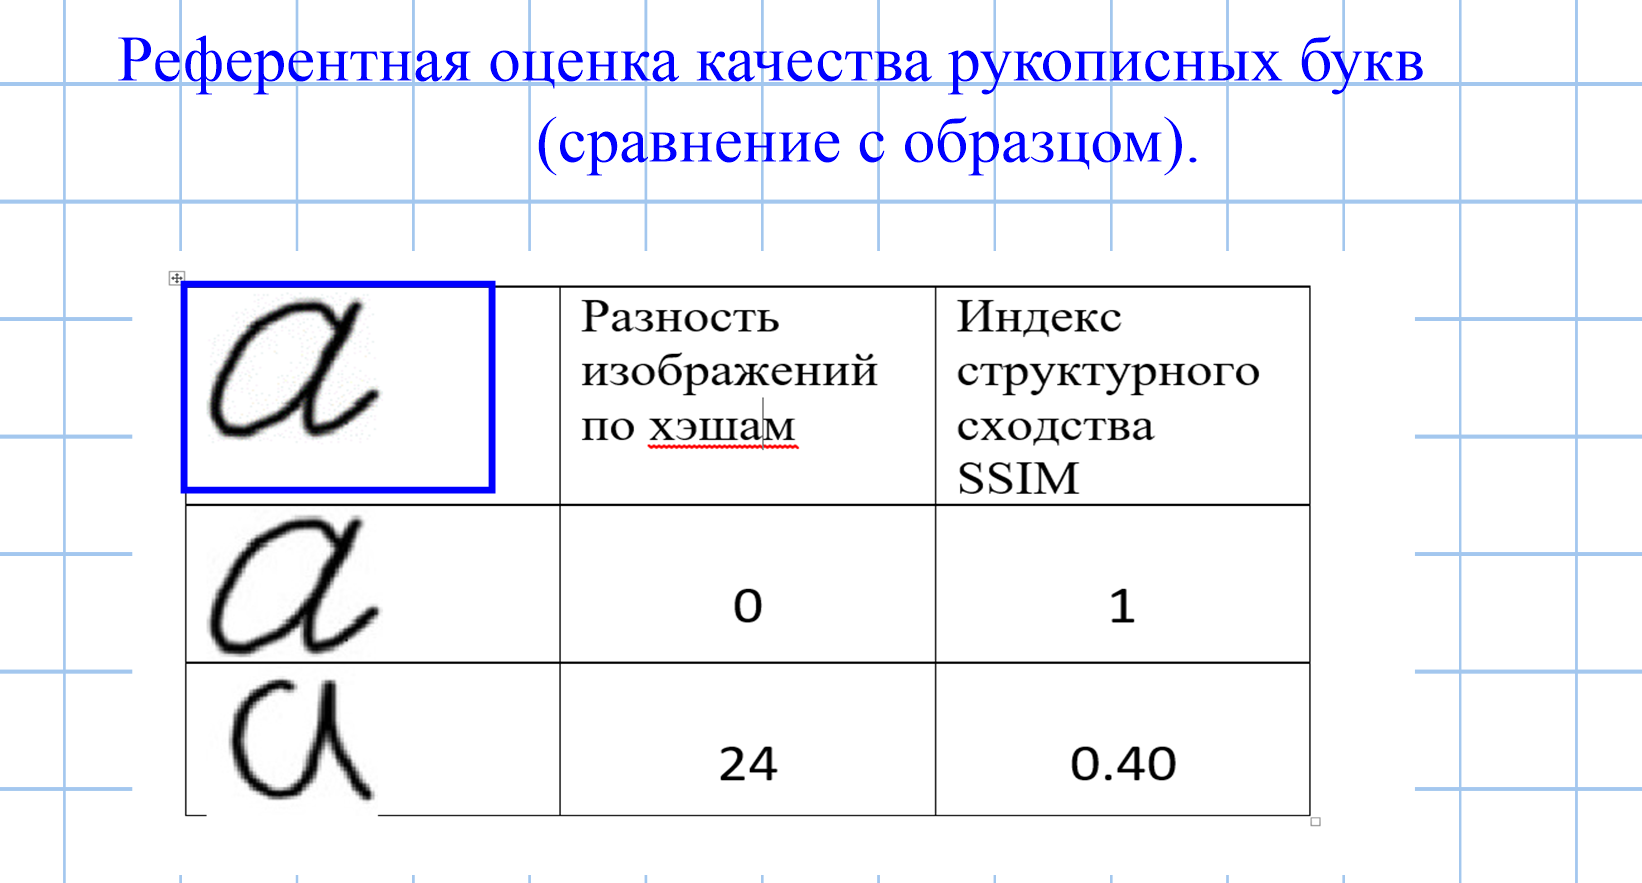 Референтная оценка качества рукописных букв
(сравнение с образцом).
а
Разность
изображений
по хэшам
Индекс
структурного
сходства
SSIM
а
0
1
а
24
0.40